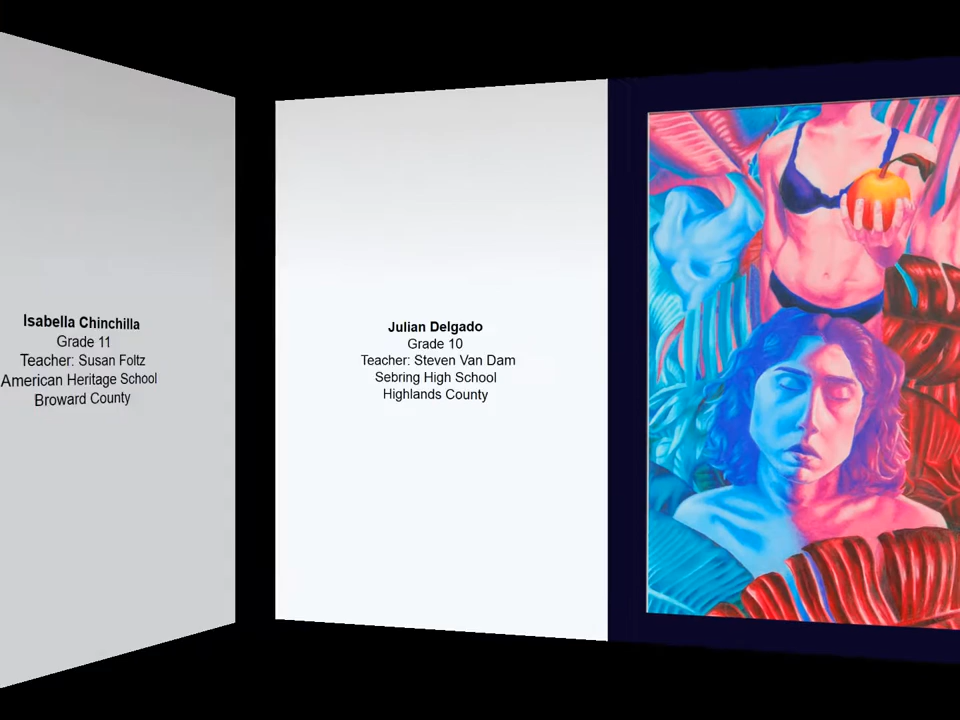 Isabella Chinchilla
Grade 11
Teacher: Susan Foltz
American Heritage School
Broward County
Julian Delgado
Grade 10
Teacher: Steven Van Dam
Sebring High School
Highlands County